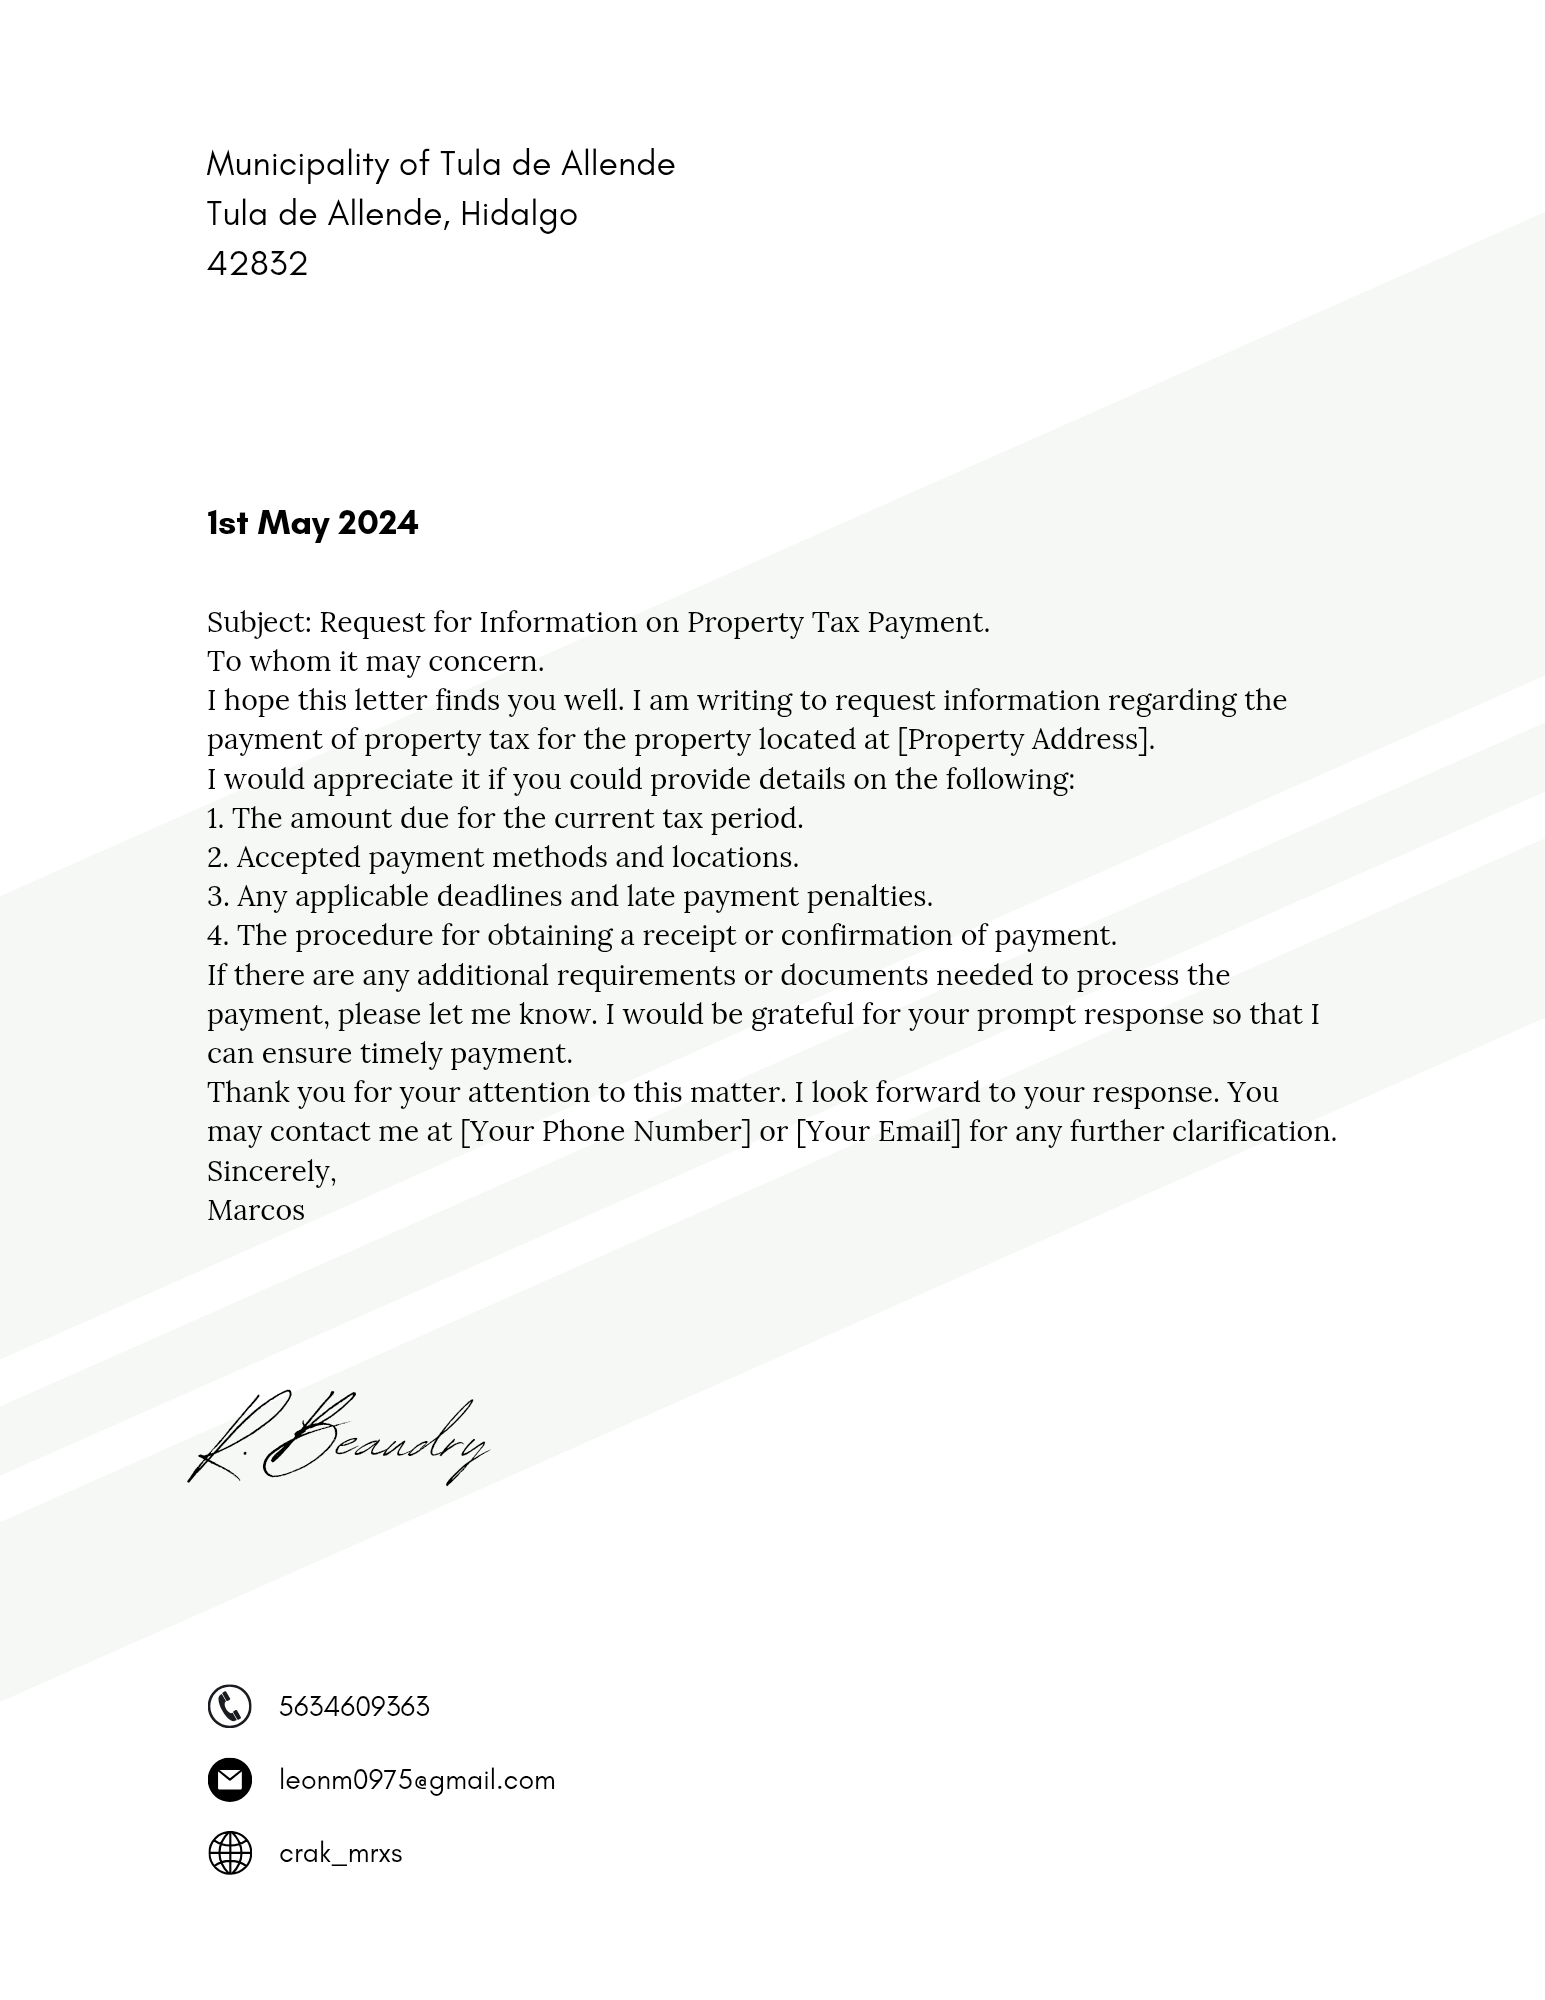 Municipality of Tula de Allende
Tula de Allende, Hidalgo
42832
1st May 2024
Subject: Request for Information on Property Tax Payment.
To whom it may concern.
I hope this letter finds you well. I am writing to request information regarding the
payment of property tax for the property located at [Property Address].
I would appreciate it if you could provide details on the following:
1. The amount due for the current tax period.
2. Accepted payment methods and locations.
3. Any applicable deadlines and late payment penalties.
4. The procedure for obtaining a receipt or confirmation of payment.
If there are any additional requirements or documents needed to process the
payment, please let me know. I would be grateful for your prompt response so that I
can ensure timely payment.
Thank you for your attention to this matter. I look forward to your response. You
may contact me at [Your Phone Number] or [Your Email] for any further clarification.
Sincerely,
Marcos
R. Beaudry
5634609363
leonm0975@gmail.com
crak_mrxs